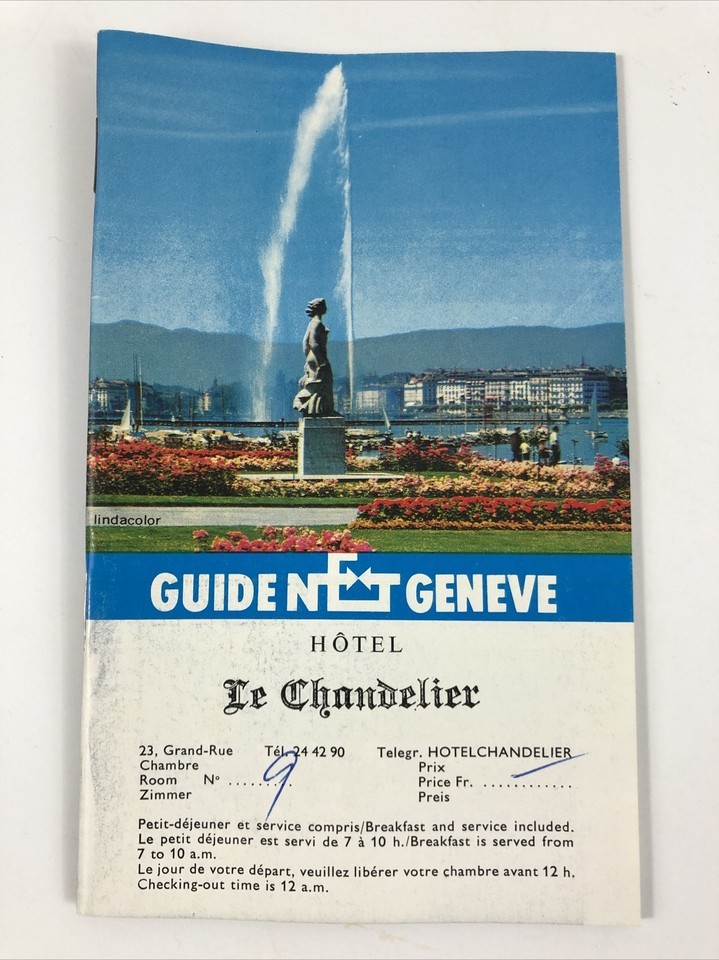 lindacolor
GUIDE NET GENEVE
HÔTEL
Le Chandelier
23, Grand-Rue Tél. 24 42 90 Telegr. HOTELCHANDELIER
Chambre Prix
Room Nº ......... 9 Price Fr. ............
Zimmer Preis
Petit-déjeuner et service compris/Breakfast and service included.
Le petit déjeuner est servi de 7 à 10 h./Breakfast is served from
7 to 10 a.m.
Le jour de votre départ, veuillez libérer votre chambre avant 12 h.
Checking-out time is 12 a.m.